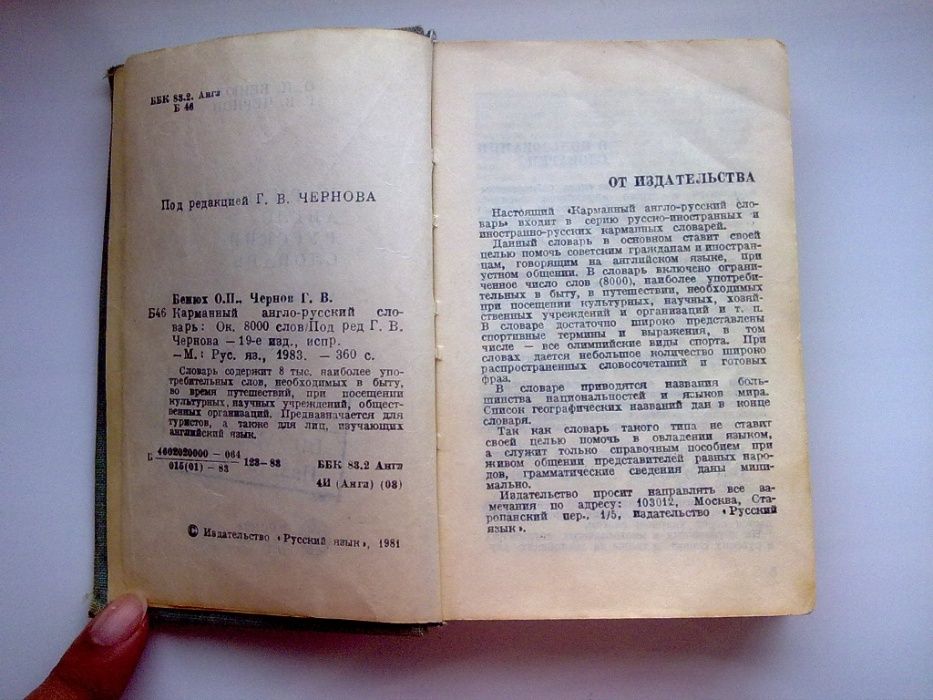 ББК 83.2. Англ
Б 46
Под редакцией Г. В. ЧЕРНОВА
Бенюх О.П., Чернов Г. В.
Б46 Карманный англо-русский сло-
варь: Ок. 8000 слов/Под ред Г. В.
Чернова — 19-е изд., испр.
— М.: Рус. яз., 1983. — 360 с.
Словарь содержит 8 тыс. наиболее упо-
требительных слов, необходимых в быту,
во время путешествий, при посещении
культурных, научных учреждений, общест-
венных организаций. Предназначается для
туристов, а также для лиц, изучающих
английский язык.
Б 4602020000 — 064
015(01) — 83 123-83 ББК 83.2 Англ
4И (Англ) (03)
© Издательство «Русский язык», 1981
ОТ ИЗДАТЕЛЬСТВА
Настоящий «Карманный англо-русский сло-
варь» входит в серию русско-иностранных и
иностранно-русских карманных словарей.
Данный словарь в основном ставит своей
целью помочь советским гражданам и иностран-
цам, говорящим на английском языке, при
устном общении. В словарь включено ограни-
ченное число слов (8000), наиболее употреби-
тельных в быту, в путешествии, необходимых
при посещении культурных, научных, хозяй-
ственных учреждений и организаций и т. п.
В словаре достаточно широко представлены
спортивные термины и выражения, в том
числе — все олимпийские виды спорта. При
словах дается небольшое количество широко
распространенных словосочетаний и готовых
фраз.
В словаре приводятся названия боль-
шинства национальностей и языков мира.
Список географических названий дан в конце
словаря.
Так как словарь такого типа не ставит
своей целью помочь в овладении языком,
а служит только справочным пособием при
живом общении представителей разных наро-
дов, грамматические сведения даны мини-
мально.
Издательство просит направлять все за-
мечания по адресу: 103012, Москва, Ста-
ропанский пер., 1/5, издательство «Русский
язык».